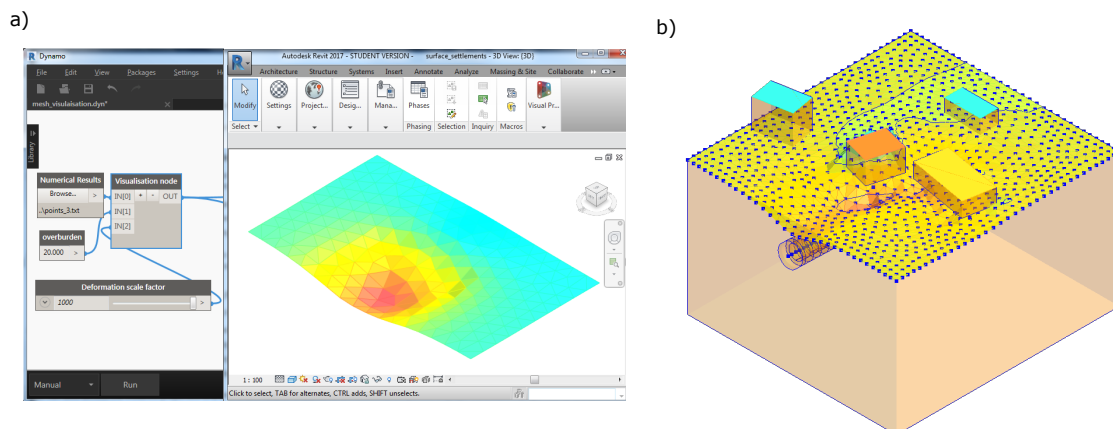 a)
b)
Dynamo
File Edit View Packages Settings H
mesh_visulaisation.dyn* x
Library
Numerical Results
Browse... >
..\points_3.txt
Visualisation node
IN[0] + - OUT
IN[1]
IN[2]
overburden
20.000 >
Deformation scale factor
1000 >
Manual Run
Autodesk Revit 2017 - STUDENT VERSION - surface_settlements - 3D View: {3D}
Architecture Structure Systems Insert Annotate Analyze Massing & Site Collaborate
Modify Settings Project... Desig... Mana... Phases Visual Pr...
Select Phasing Selection Inquiry Macros
1 : 100
Click to select, TAB for alternates, CTRL adds, SHIFT unselects.